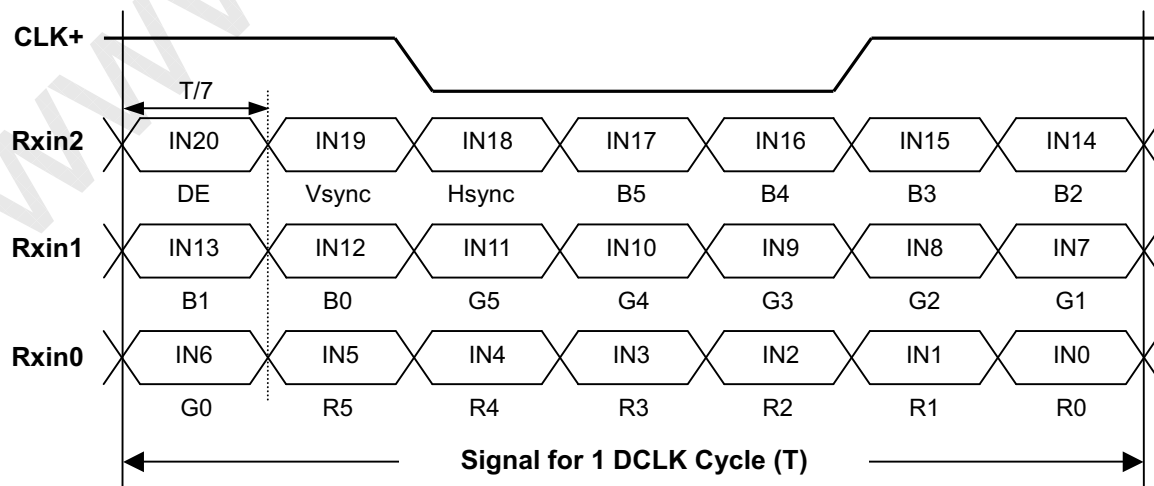 CLK+
T/7
Rxin2 IN20 IN19 IN18 IN17 IN16 IN15 IN14
DE Vsync Hsync B5 B4 B3 B2
Rxin1 IN13 IN12 IN11 IN10 IN9 IN8 IN7
B1 B0 G5 G4 G3 G2 G1
Rxin0 IN6 IN5 IN4 IN3 IN2 IN1 IN0
G0 R5 R4 R3 R2 R1 R0
Signal for 1 DCLK Cycle (T)